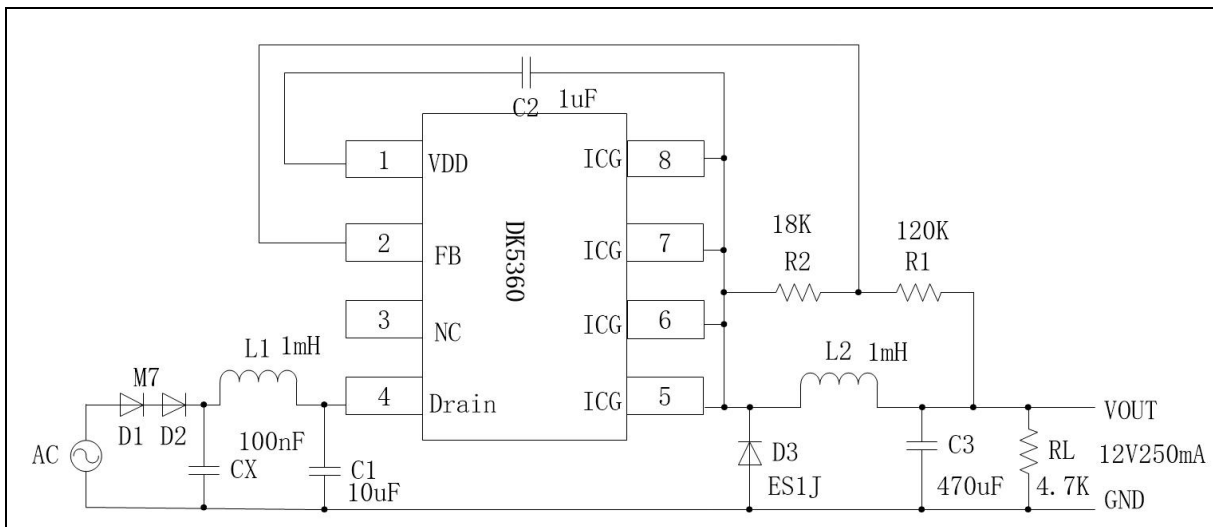 C2 1uF
1 VDD ICG 8
18K 120K
2 FB DK5360 ICG 7
R2 R1
3 NC ICG 6
L1 1mH L2 1mH
M7
4 Drain ICG 5
VOUT
D1 D2 100nF
AC CX C1 D3 C3 RL 12V250mA
10uF ES1J 470uF 4.7K GND